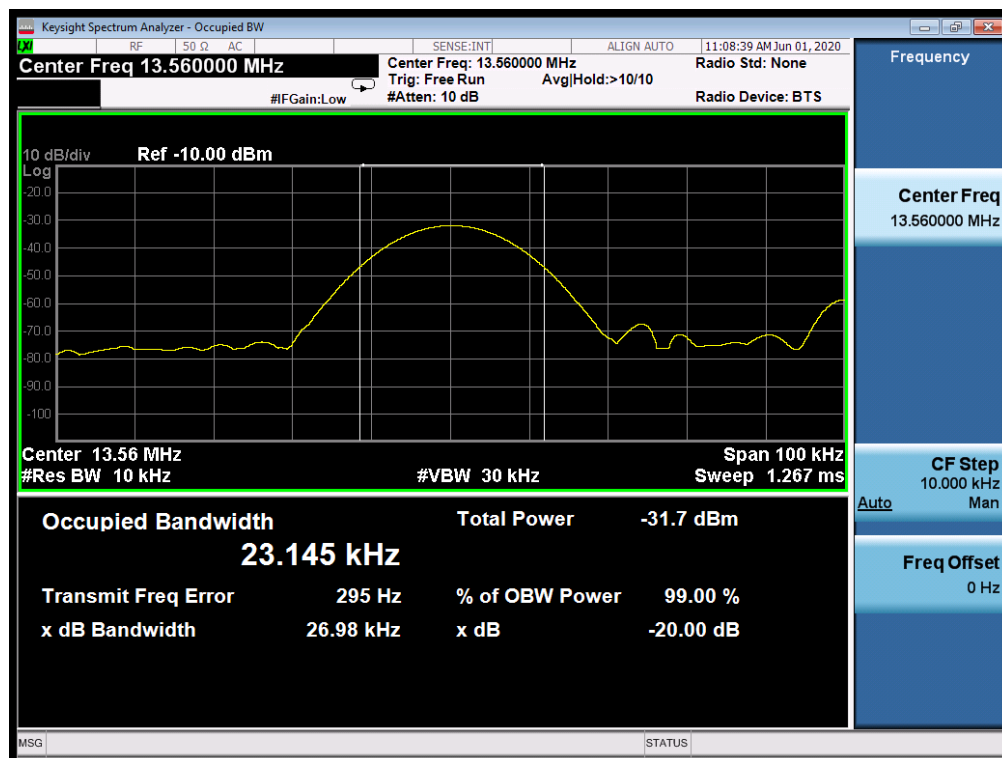 Keysight Spectrum Analyzer - Occupied BW
LXI RF 50 Ω AC SENSE:INT ALIGN AUTO 11:08:39 AM Jun 01, 2020
Center Freq 13.560000 MHz Center Freq: 13.560000 MHz Radio Std: None
Trig: Free Run Avg|Hold:>10/10
#IFGain:Low #Atten: 10 dB Radio Device: BTS
10 dB/div Ref -10.00 dBm
Log
-20.0
-30.0
-40.0
-50.0
-60.0
-70.0
-80.0
-90.0
-100
Center 13.56 MHz Span 100 kHz
#Res BW 10 kHz #VBW 30 kHz Sweep 1.267 ms
Occupied Bandwidth Total Power -31.7 dBm
23.145 kHz
Transmit Freq Error 295 Hz % of OBW Power 99.00 %
x dB Bandwidth 26.98 kHz x dB -20.00 dB
MSG STATUS
Frequency
Center Freq
13.560000 MHz
CF Step
10.000 kHz
Auto Man
Freq Offset
0 Hz